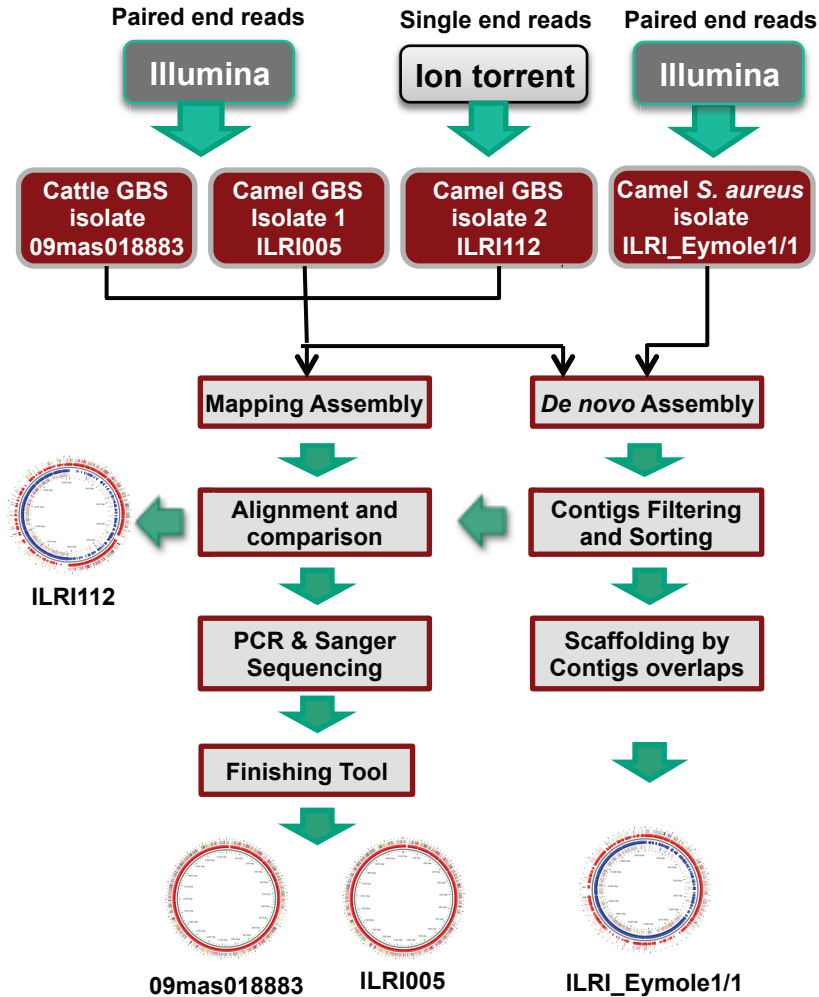 Paired end reads
Single end reads
Paired end reads
Illumina
Ion torrent
Illumina
Cattle GBS
isolate
09mas018883
Camel GBS
Isolate 1
ILRI005
Camel GBS
isolate 2
ILRI112
Camel S. aureus
isolate
ILRI_Eymole1/1
Mapping Assembly
De novo Assembly
Alignment and
comparison
Contigs Filtering
and Sorting
ILRI112
PCR & Sanger
Sequencing
Scaffolding by
Contigs overlaps
Finishing Tool
09mas018883
ILRI005
ILRI_Eymole1/1